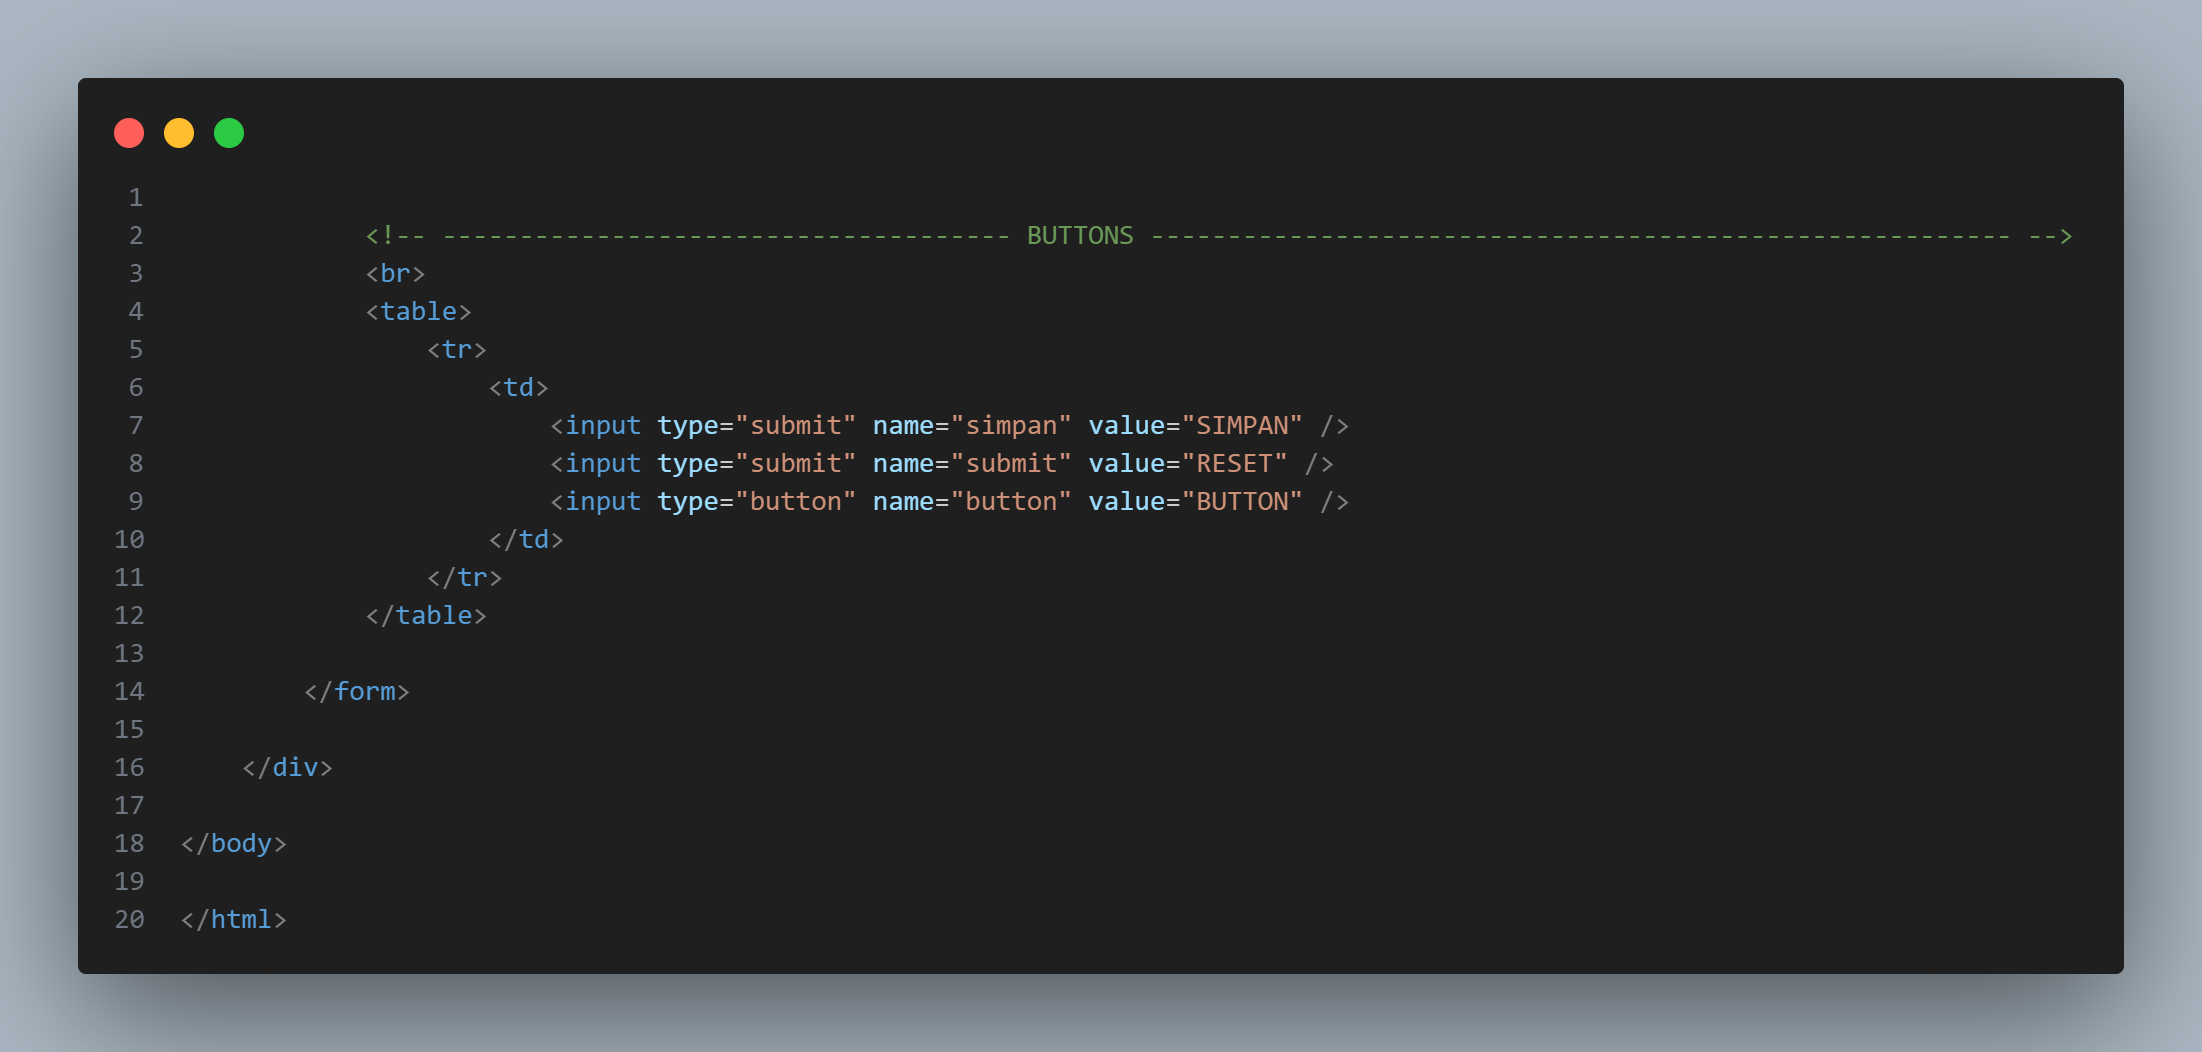 1
2 <!-- ------------------------------------- BUTTONS -------------------------------------------------------- -->
3 <br>
4 <table>
5 <tr>
6 <td>
7 <input type="submit" name="simpan" value="SIMPAN" />
8 <input type="submit" name="submit" value="RESET" />
9 <input type="button" name="button" value="BUTTON" />
10 </td>
11 </tr>
12 </table>
13
14 </form>
15
16 </div>
17
18 </body>
19
20 </html>